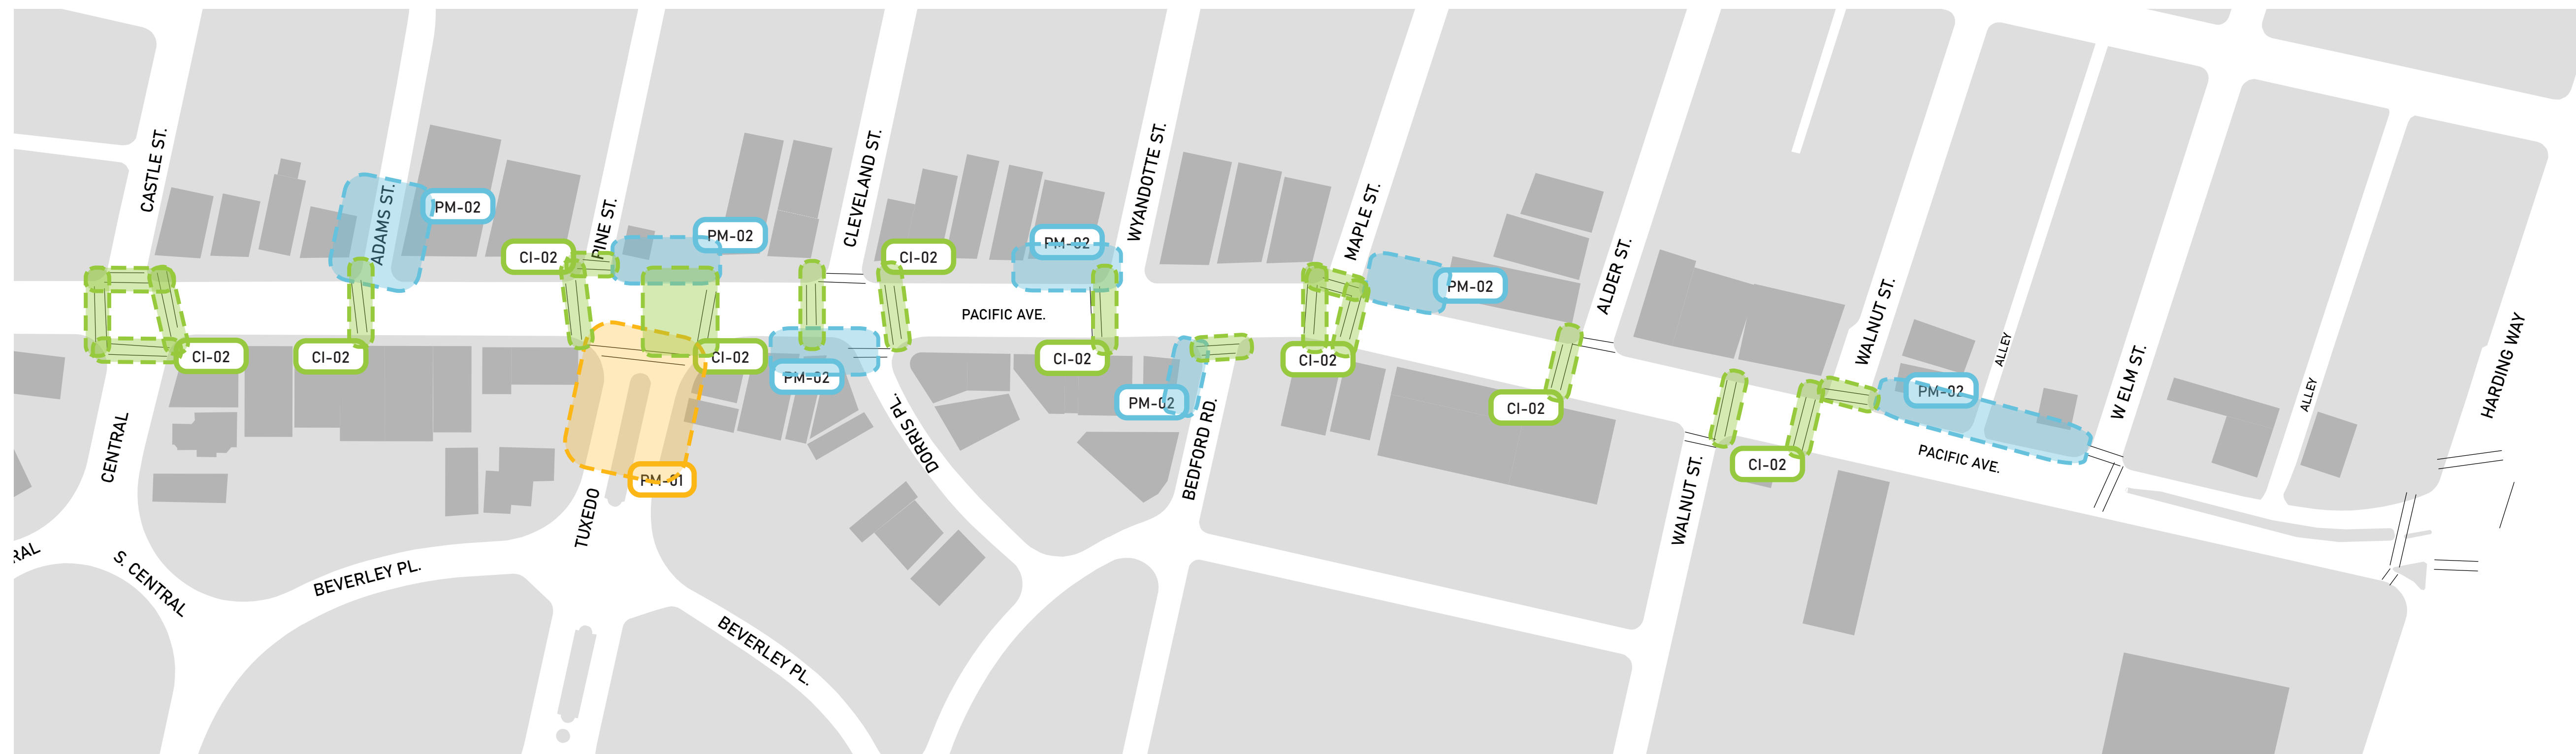 CASTLE ST.
ADAMS ST.
PM-02
PINE ST.
CI-02
PM-02
CLEVELAND ST.
CI-02
PM-02
WYANDOTTE ST.
MAPLE ST.
PM-02
ALDER ST.
WALNUT ST.
ALLEY
W ELM ST.
ALLEY
HARDING WAY
PACIFIC AVE.
CI-02
CI-02
CI-02
PM-02
CI-02
PM-02
CI-02
CI-02
PM-02
CI-02
PACIFIC AVE.
CENTRAL
PM-01
TUXEDO
DORRIS PL.
BEDFORD RD.
WALNUT ST.
RAL
S. CENTRAL
BEVERLEY PL.
BEVERLEY PL.